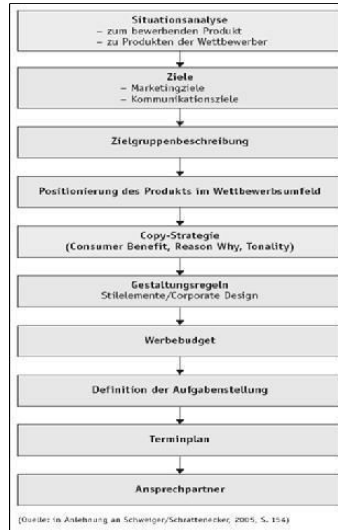 Situationsanalyse
– zum bewerbenden Produkt
– zu Produkten der Wettbewerber
Ziele
– Marketingziele
– Kommunikationsziele
Zielgruppenbeschreibung
Positionierung des Produkts im Wettbewerbsumfeld
Copy-Strategie
(Consumer Benefit, Reason Why, Tonality)
Gestaltungsregeln
Stilelemente/Corporate Design
Werbebudget
Definition der Aufgabenstellung
Terminplan
Ansprechpartner
(Quelle: in Anlehnung an Schweiger/Schrattenecker, 2005, S. 156)